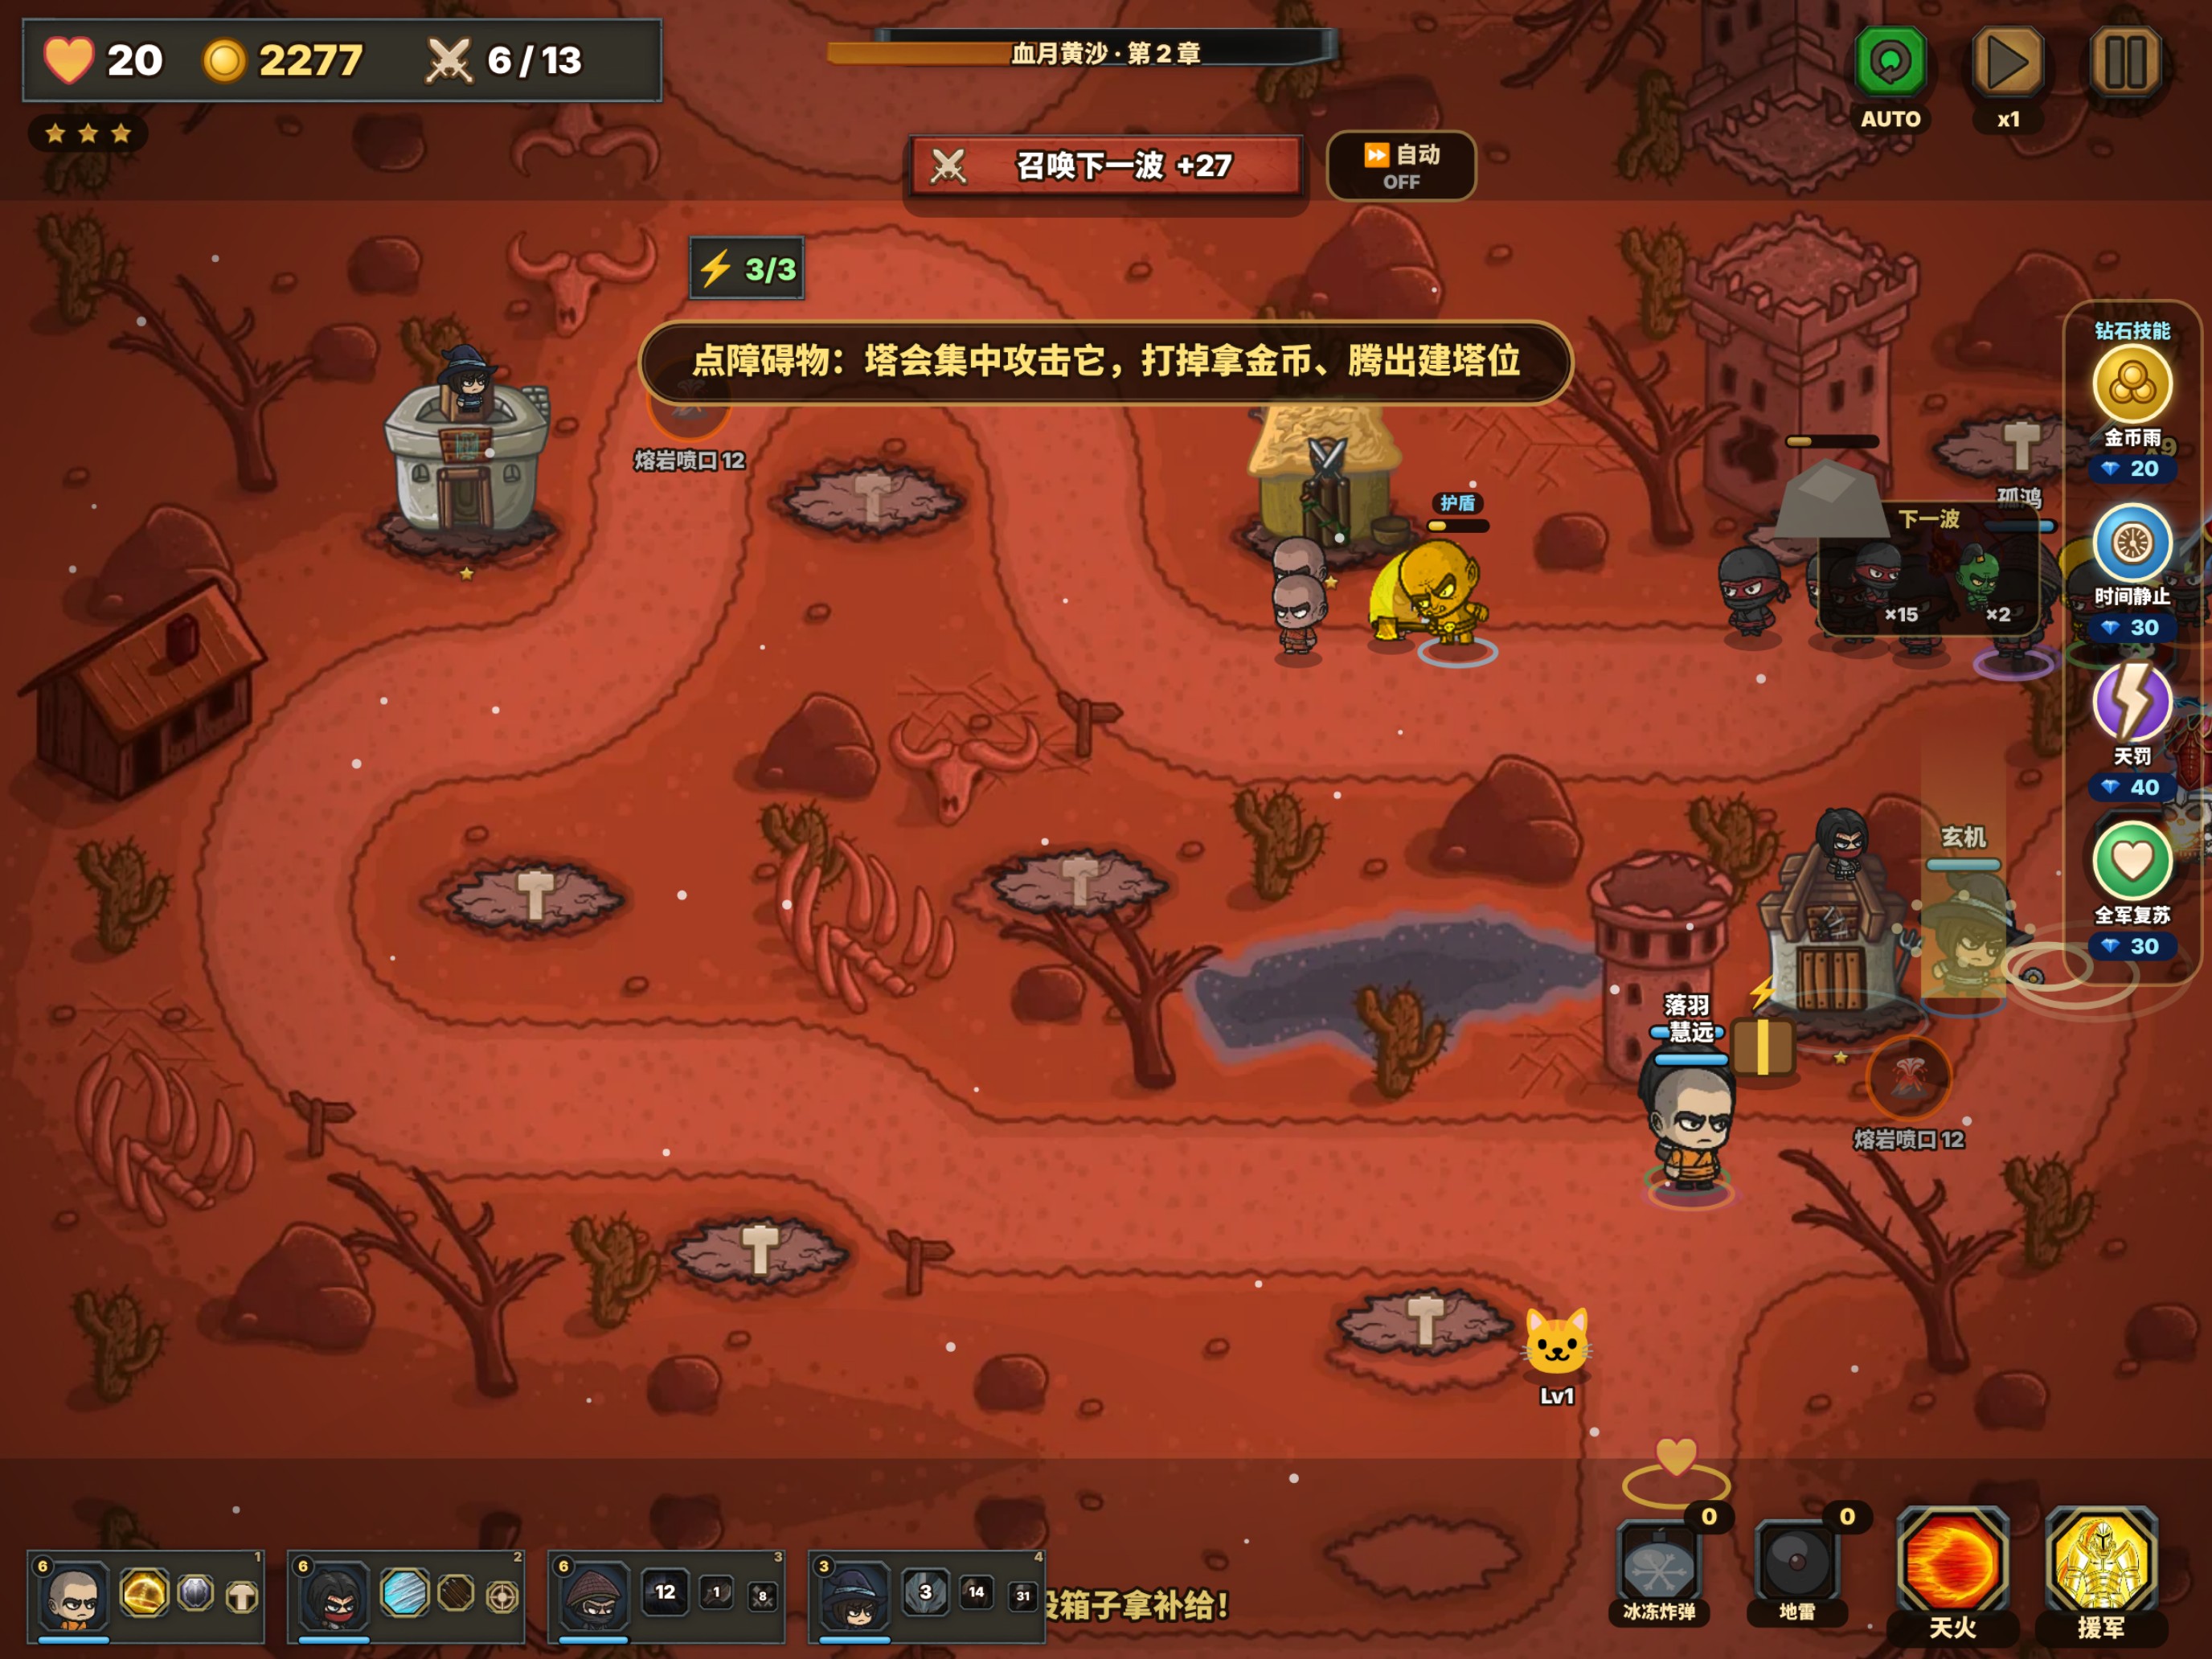 20 2277 6/13
血月黄沙·第2章
AUTO
x1
召唤下一波 +27
自动
OFF
3/3
点障碍物：塔会集中攻击它，打掉拿金币、腾出建塔位
熔岩喷口 12
护盾
孤鸿
下一波
×15
×2
钻石技能
金币雨
20
时间静止
30
天罚
40
全军复苏
30
玄机
落羽
慧远
熔岩喷口 12
Lv1
6 1
6 2
6 3
12 1 8
3 4
3 14 31
箱子拿补给！
0
冰冻炸弹
0
地雷
天火
援军